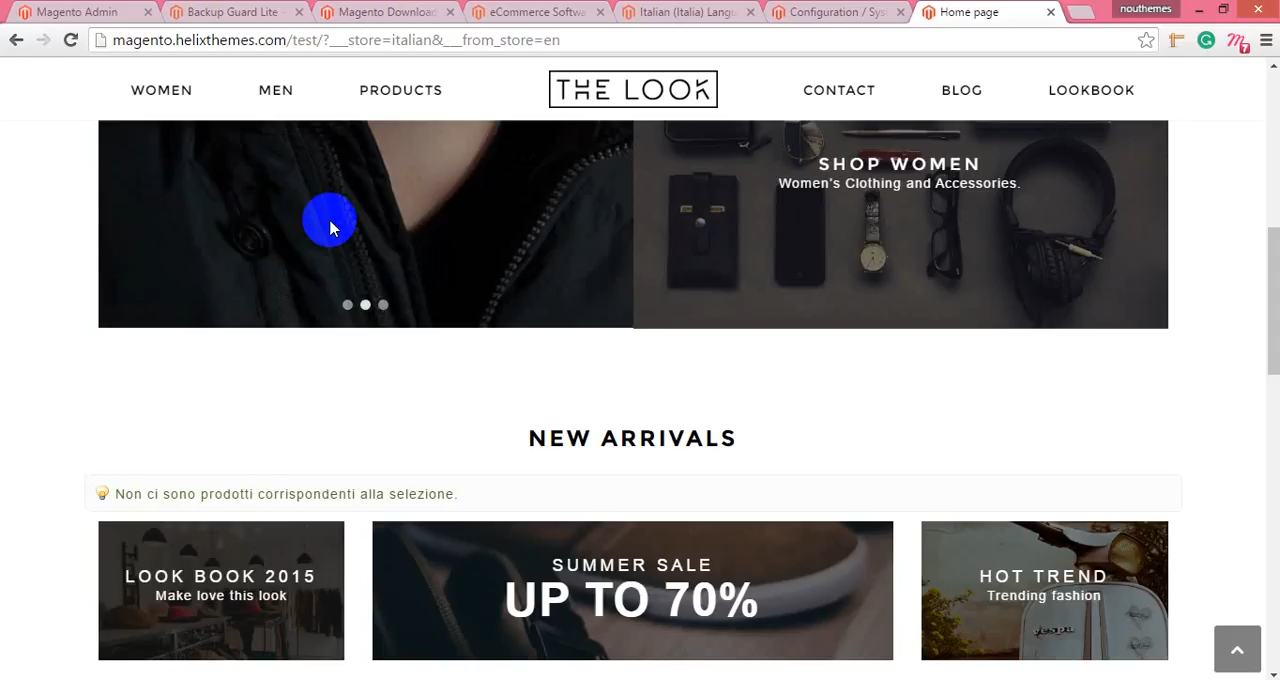 Magento Admin
Backup Guard Lite -
Magento Download
eCommerce Softwa
Italian (Italia) Langu
Configuration / Sys
Home page
nouthemes
magento.helixthemes.com/test/?___store=italian&___from_store=en
7
WOMEN MEN PRODUCTS THE LOOK CONTACT BLOG LOOKBOOK
SHOP WOMEN
Women's Clothing and Accessories.
NEW ARRIVALS
Non ci sono prodotti corrispondenti alla selezione.
LOOK BOOK 2015
Make love this look
SUMMER SALE
UP TO 70%
HOT TREND
Trending fashion
vespa